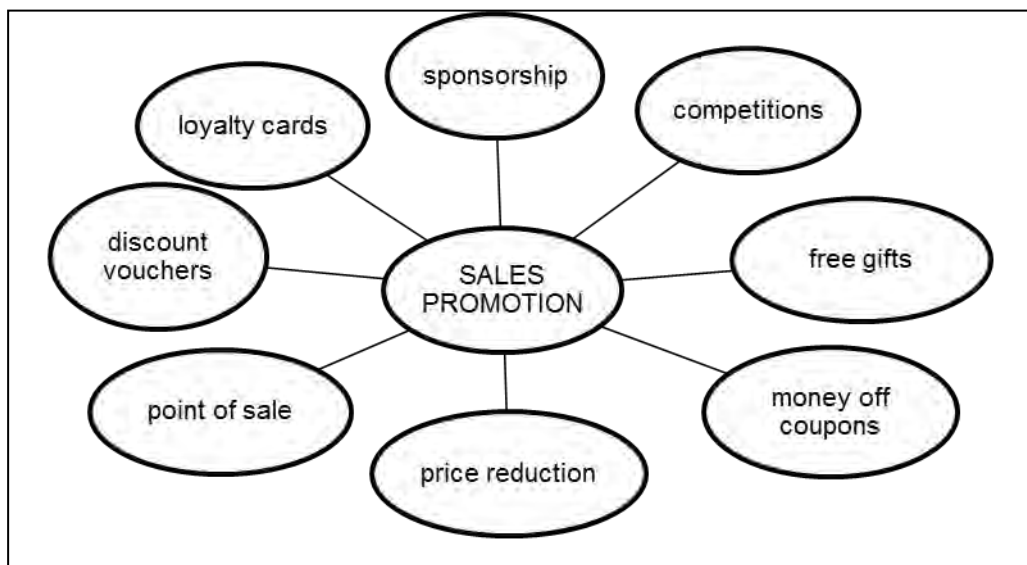 sponsorship
competitions
loyalty cards
discount
vouchers
free gifts
SALES
PROMOTION
point of sale
money off
coupons
price reduction